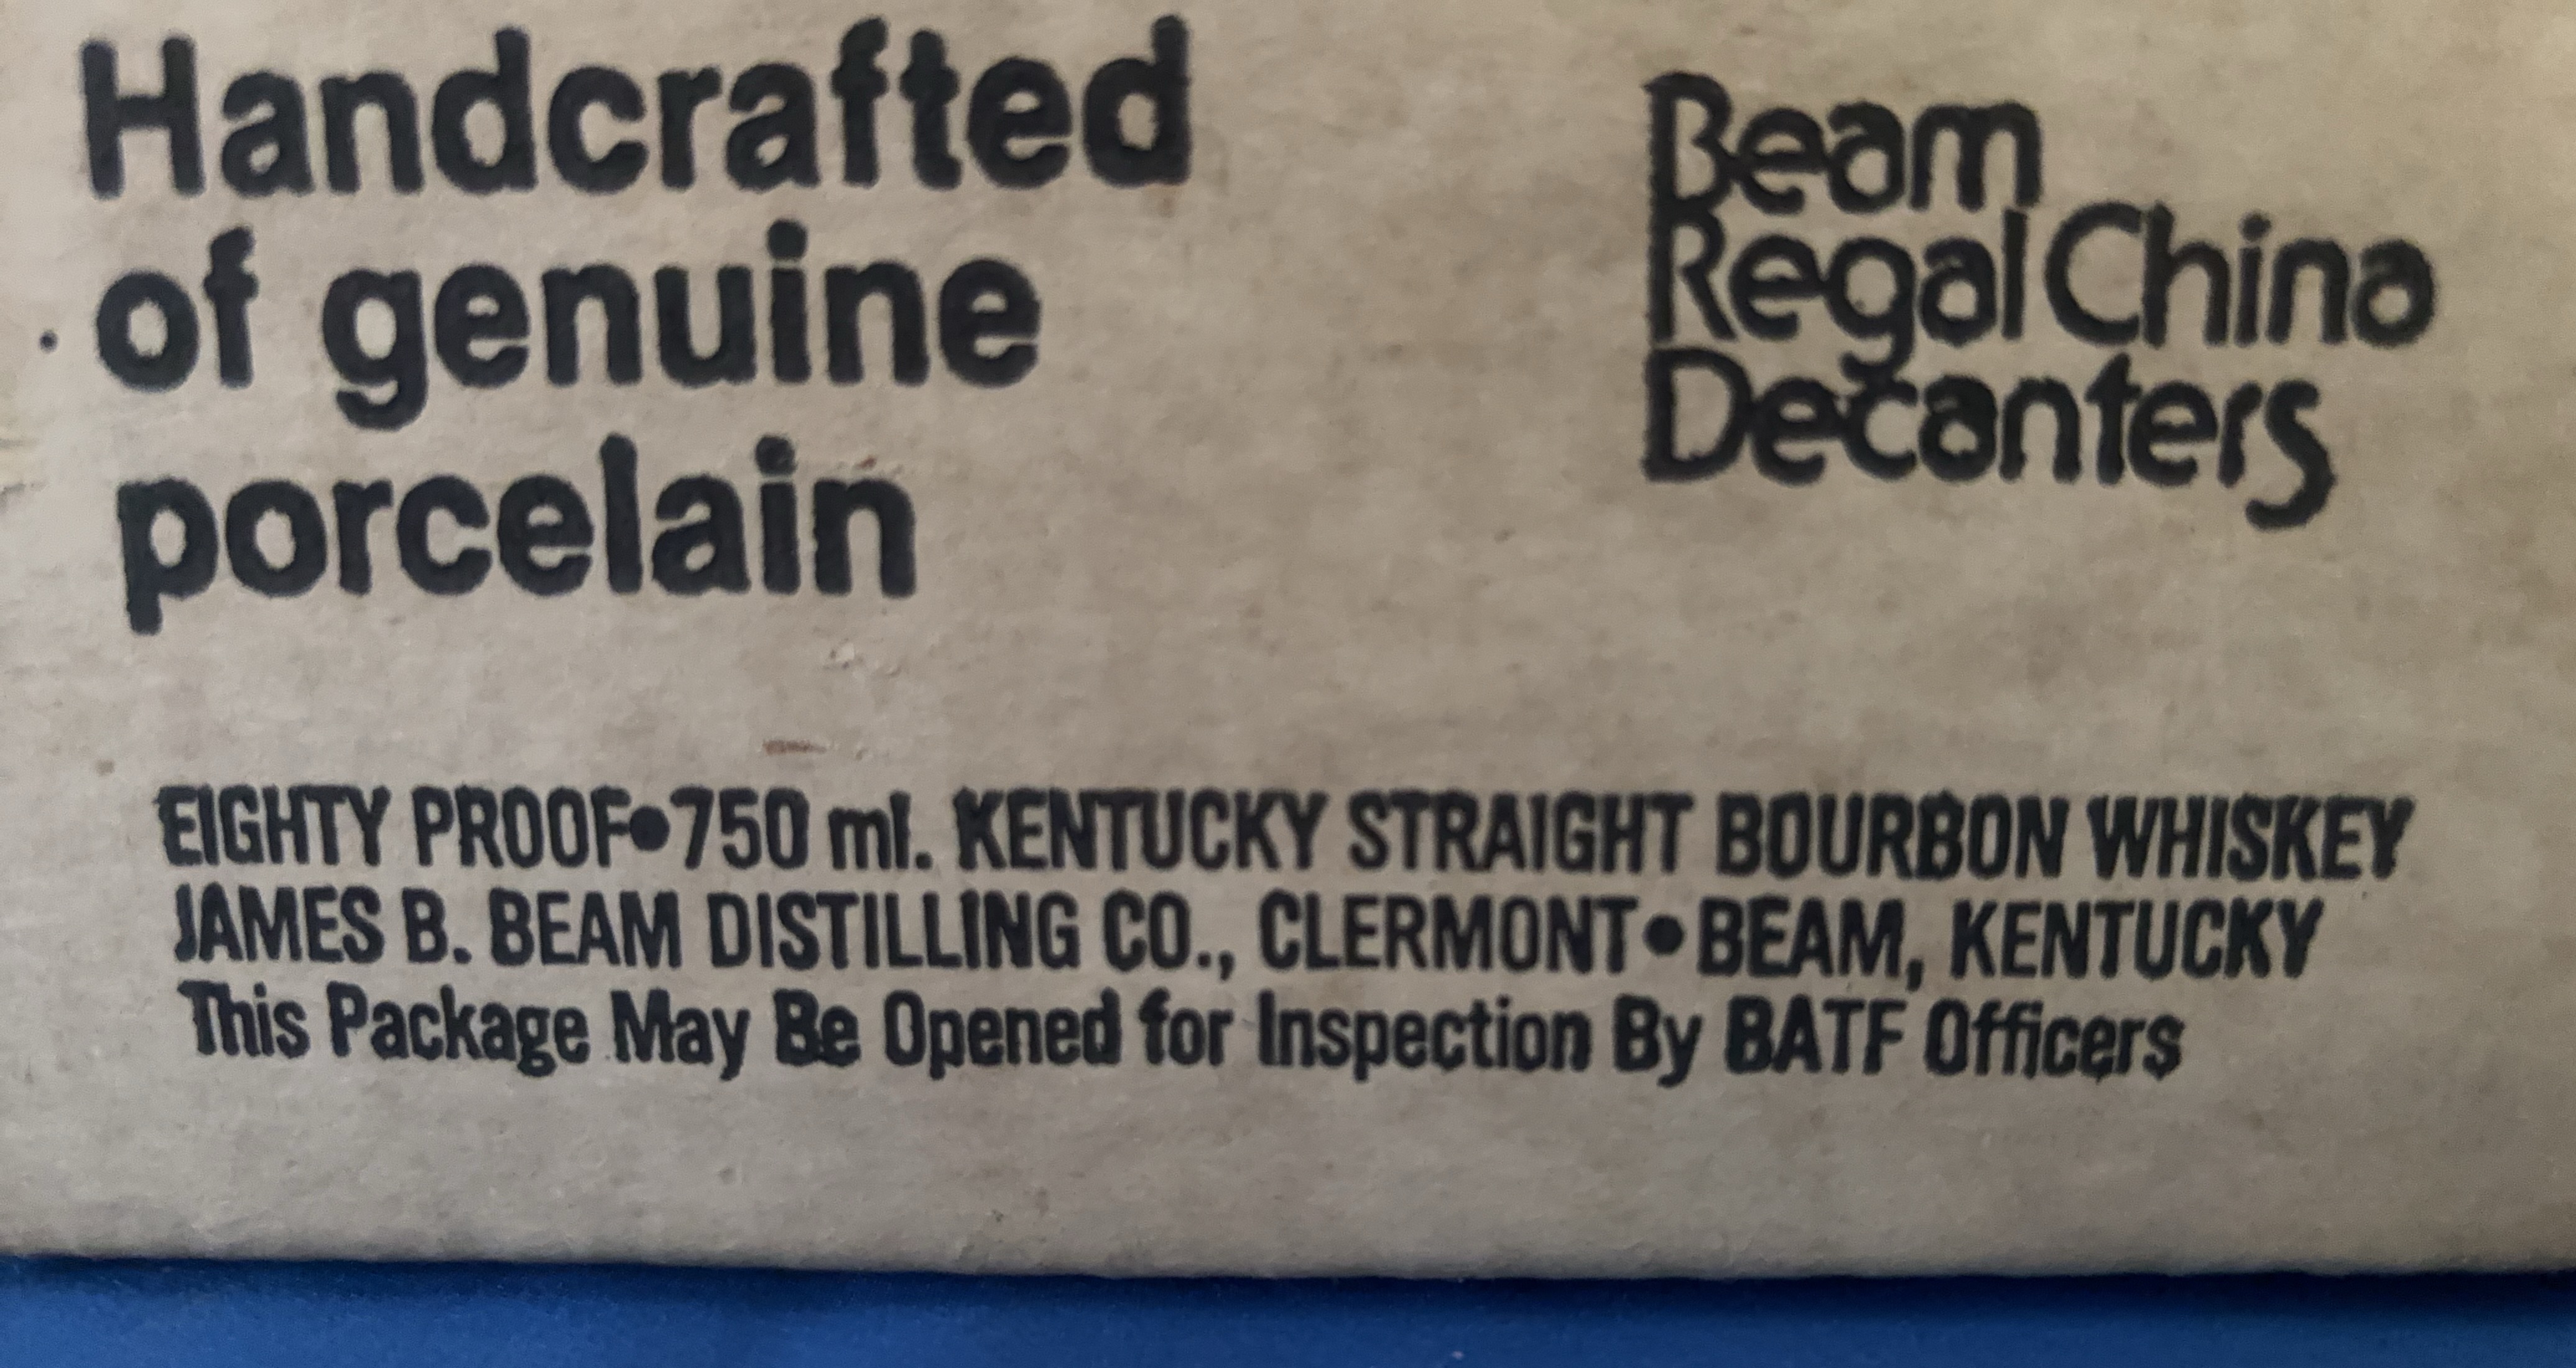 Handcrafted
of genuine
porcelain
Beam
Regal China
Decanters
EIGHTY PROOF•750 ml. KENTUCKY STRAIGHT BOURBON WHISKEY
JAMES B. BEAM DISTILLING CO., CLERMONT•BEAM, KENTUCKY
This Package May Be Opened for Inspection By BATF Officers